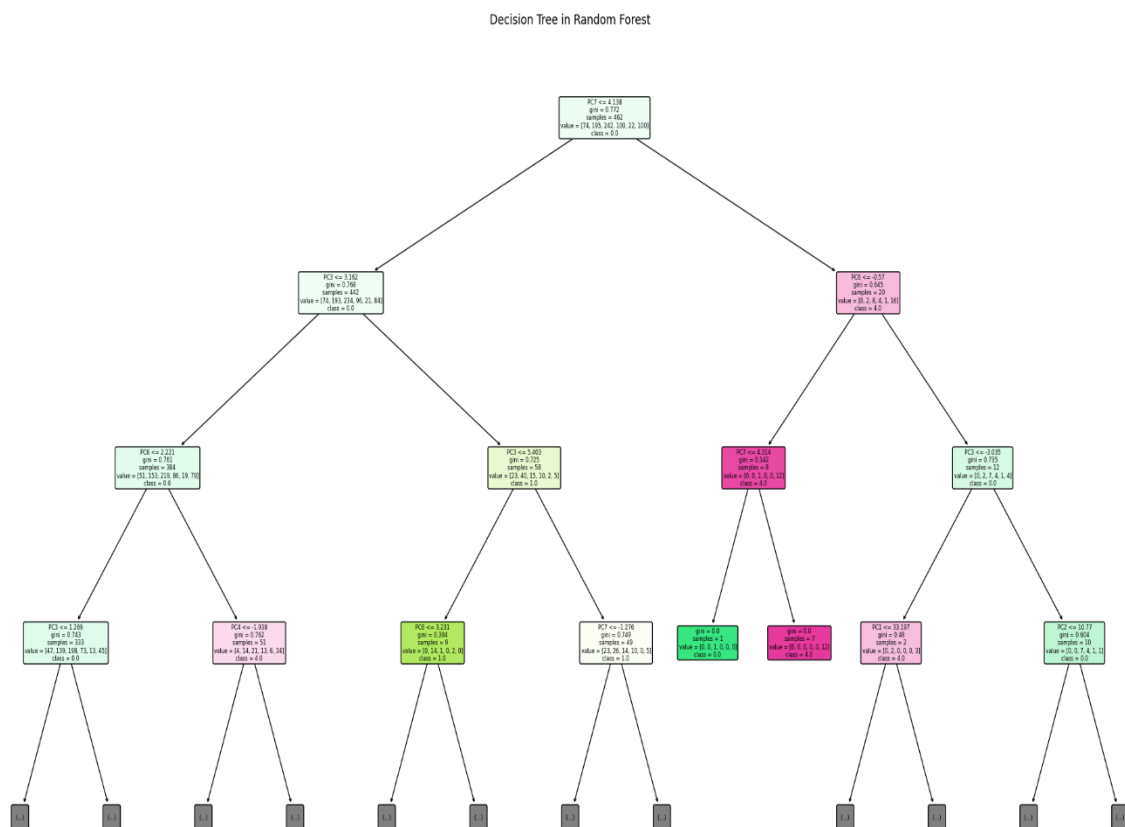 Decision Tree in Random Forest
PC7 <= 4.138
gini = 0.772
samples = 462
value = [74, 195, 242, 100, 22, 100]
class = 0.0
PC3 <= 3.162
gini = 0.768
samples = 442
value = [74, 193, 234, 96, 21, 84]
class = 0.0
PC6 <= -0.57
gini = 0.645
samples = 20
value = [0, 2, 8, 4, 1, 16]
class = 4.0
PC6 <= 2.221
gini = 0.761
samples = 384
value = [51, 153, 219, 86, 19, 79]
class = 0.0
PC3 <= 5.403
gini = 0.725
samples = 58
value = [23, 40, 15, 10, 2, 5]
class = 1.0
PC7 <= 4.314
gini = 0.142
samples = 8
value = [0, 0, 1, 0, 0, 12]
class = 4.0
PC3 <= -3.035
gini = 0.735
samples = 12
value = [0, 2, 7, 4, 1, 4]
class = 0.0
PC3 <= 1.269
gini = 0.743
samples = 333
value = [47, 139, 198, 73, 13, 45]
class = 0.0
PC4 <= -1.938
gini = 0.762
samples = 51
value = [4, 14, 21, 13, 6, 34]
class = 4.0
PC6 <= 3.231
gini = 0.304
samples = 9
value = [0, 14, 1, 0, 2, 0]
class = 1.0
PC7 <= -1.276
gini = 0.749
samples = 49
value = [23, 26, 14, 10, 0, 5]
class = 1.0
gini = 0.0
samples = 1
value = [0, 0, 1, 0, 0, 0]
class = 0.0
gini = 0.0
samples = 7
value = [0, 0, 0, 0, 0, 12]
class = 4.0
PC1 <= 33.197
gini = 0.48
samples = 2
value = [0, 2, 0, 0, 0, 3]
class = 4.0
PC2 <= 10.77
gini = 0.604
samples = 10
value = [0, 0, 7, 4, 1, 1]
class = 0.0
(...)
(...)
(...)
(...)
(...)
(...)
(...)
(...)
(...)
(...)
(...)
(...)